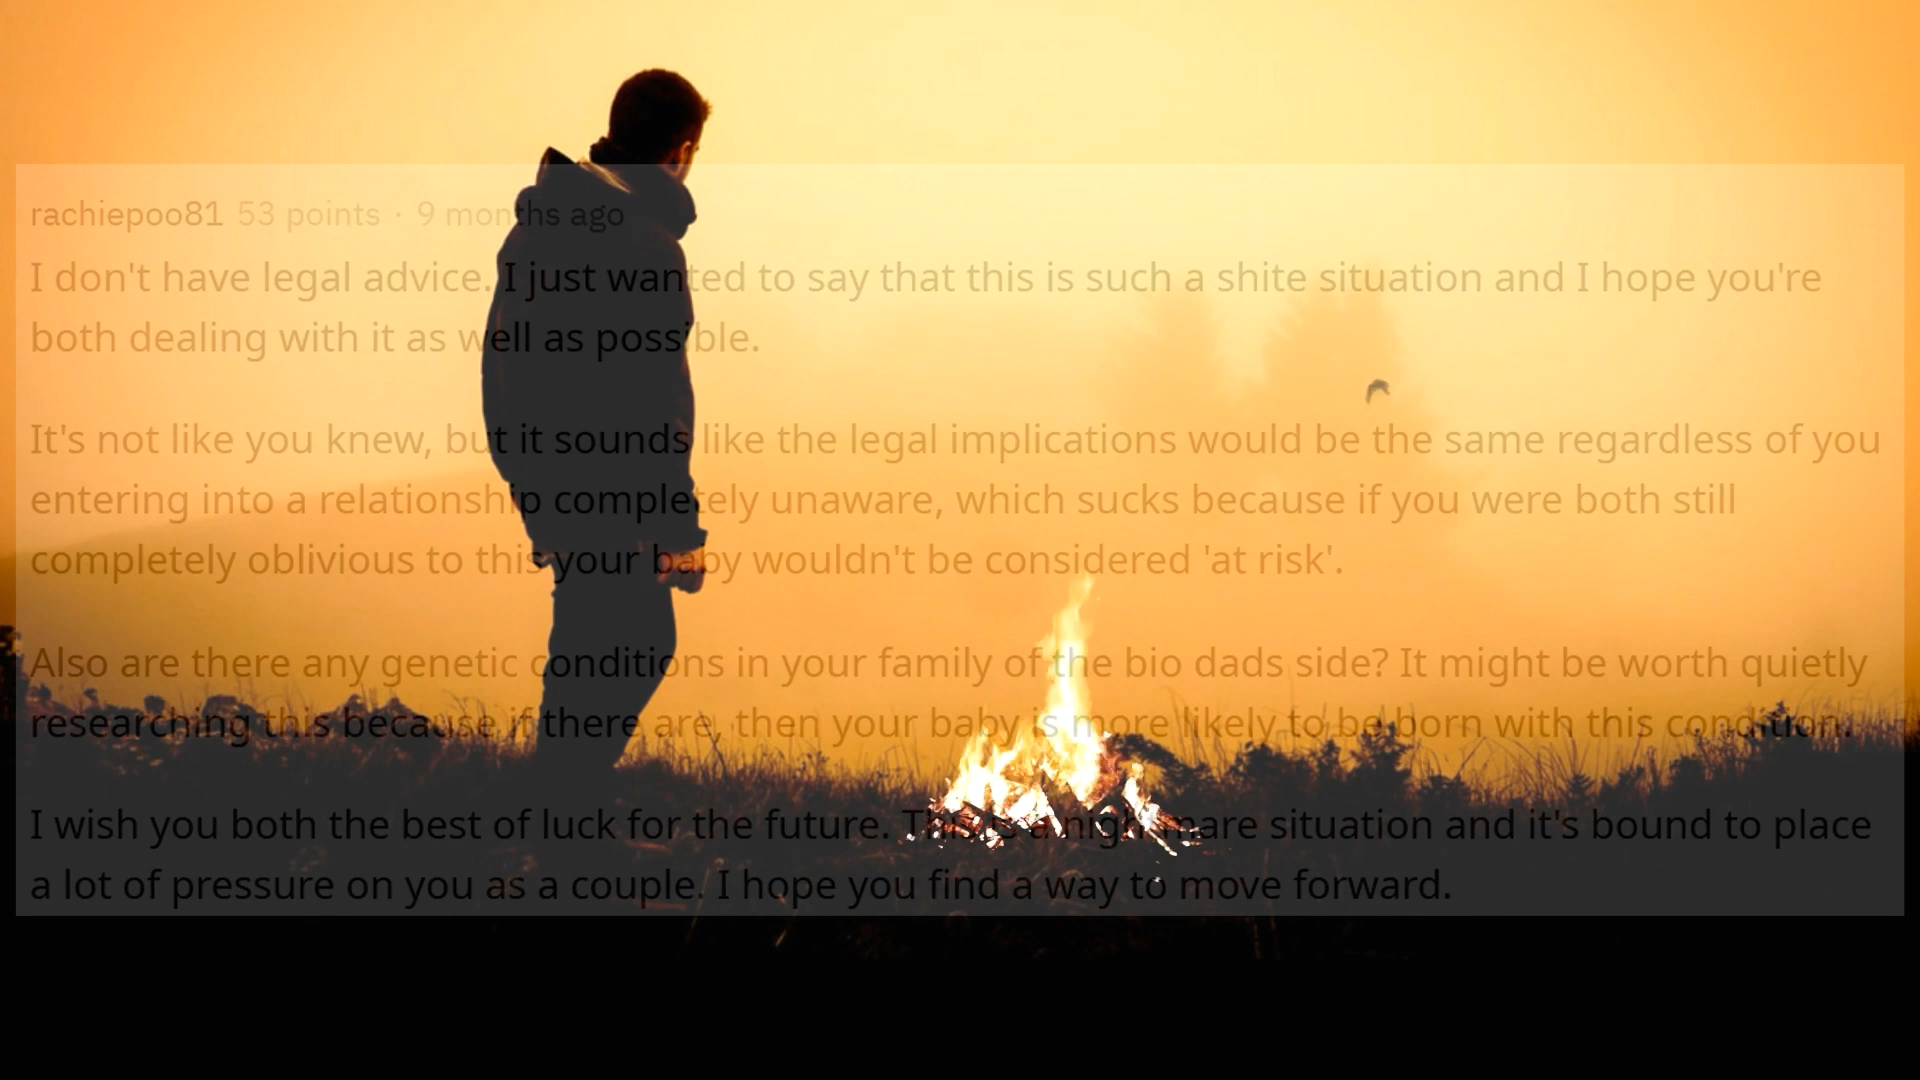 rachiepoo81 53 points · 9 months ago
I don't have legal advice. I just wanted to say that this is such a shite situation and I hope you're
both dealing with it as well as possible.
It's not like you knew, but it sounds like the legal implications would be the same regardless of you
entering into a relationship completely unaware, which sucks because if you were both still
completely oblivious to this your baby wouldn't be considered 'at risk'.
Also are there any genetic conditions in your family of the bio dads side? It might be worth quietly
researching this because if there are, then your baby is more likely to be born with this condition.
I wish you both the best of luck for the future. This is a nightmare situation and it's bound to place
a lot of pressure on you as a couple. I hope you find a way to move forward.